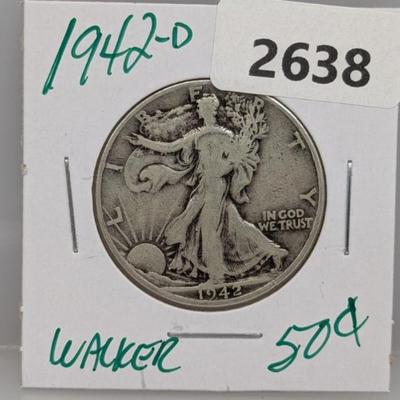 1942-D
2638
LIBERTY
IN GOD
WE TRUST
1942
WALKER
50¢